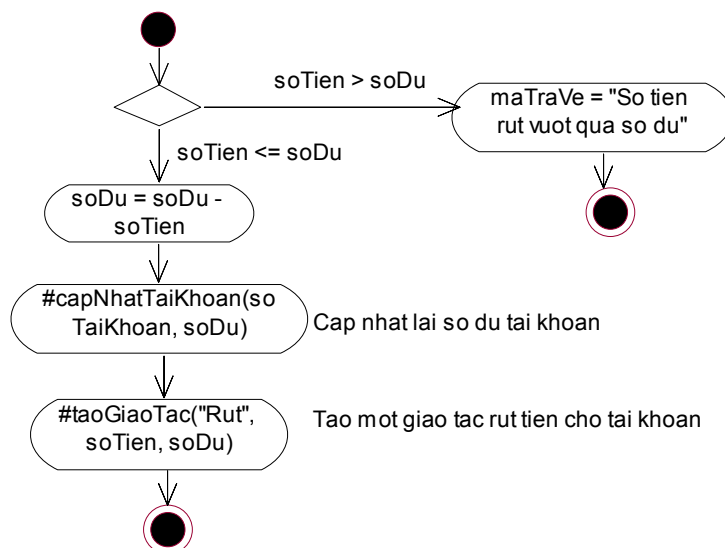 soTien > soDu
maTraVe = "So tien
rut vuot qua so du"
soTien <= soDu
soDu = soDu -
soTien
#capNhatTaiKhoan(so
TaiKhoan, soDu)
Cap nhat lai so du tai khoan
#taoGiaoTac("Rut",
soTien, soDu)
Tao mot giao tac rut tien cho tai khoan